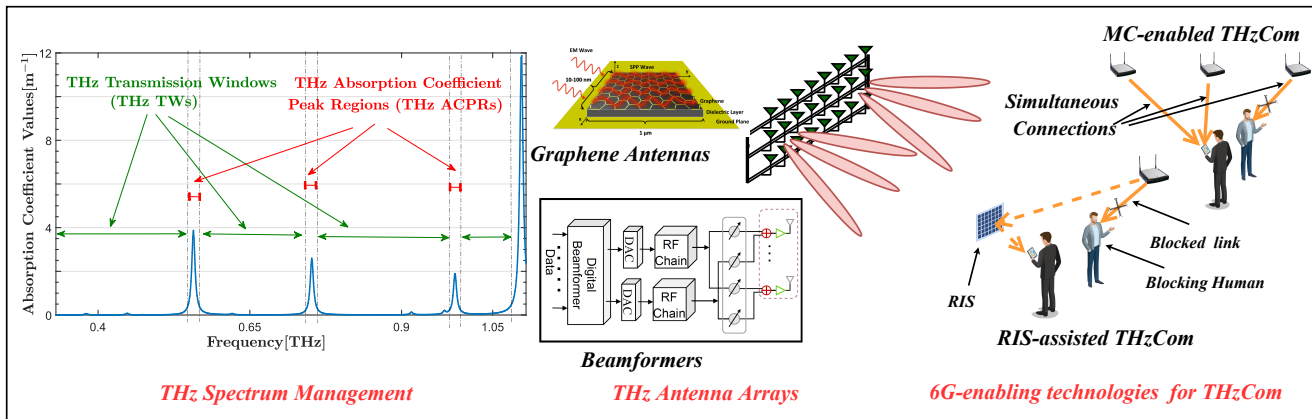 12
10
8
6
4
2
0
Absorption Coefficient Values[m⁻¹]
THz Transmission Windows
(THz TWs)
THz Absorption Coefficient
Peak Regions (THz ACPRs)
0.4
0.65
0.9
1.05
Frequency[THz]
THz Spectrum Management
EM Wave
SPP Wave
10-100 nm
Graphene
Dielectric Layer
Ground Plane
1 μm
Graphene Antennas
Data
Digital
Beamformer
DAC
RF
Chain
DAC
RF
Chain
Beamformers
THz Antenna Arrays
MC-enabled THzCom
Simultaneous
Connections
Blocked link
Blocking Human
RIS
RIS-assisted THzCom
6G-enabling technologies for THzCom